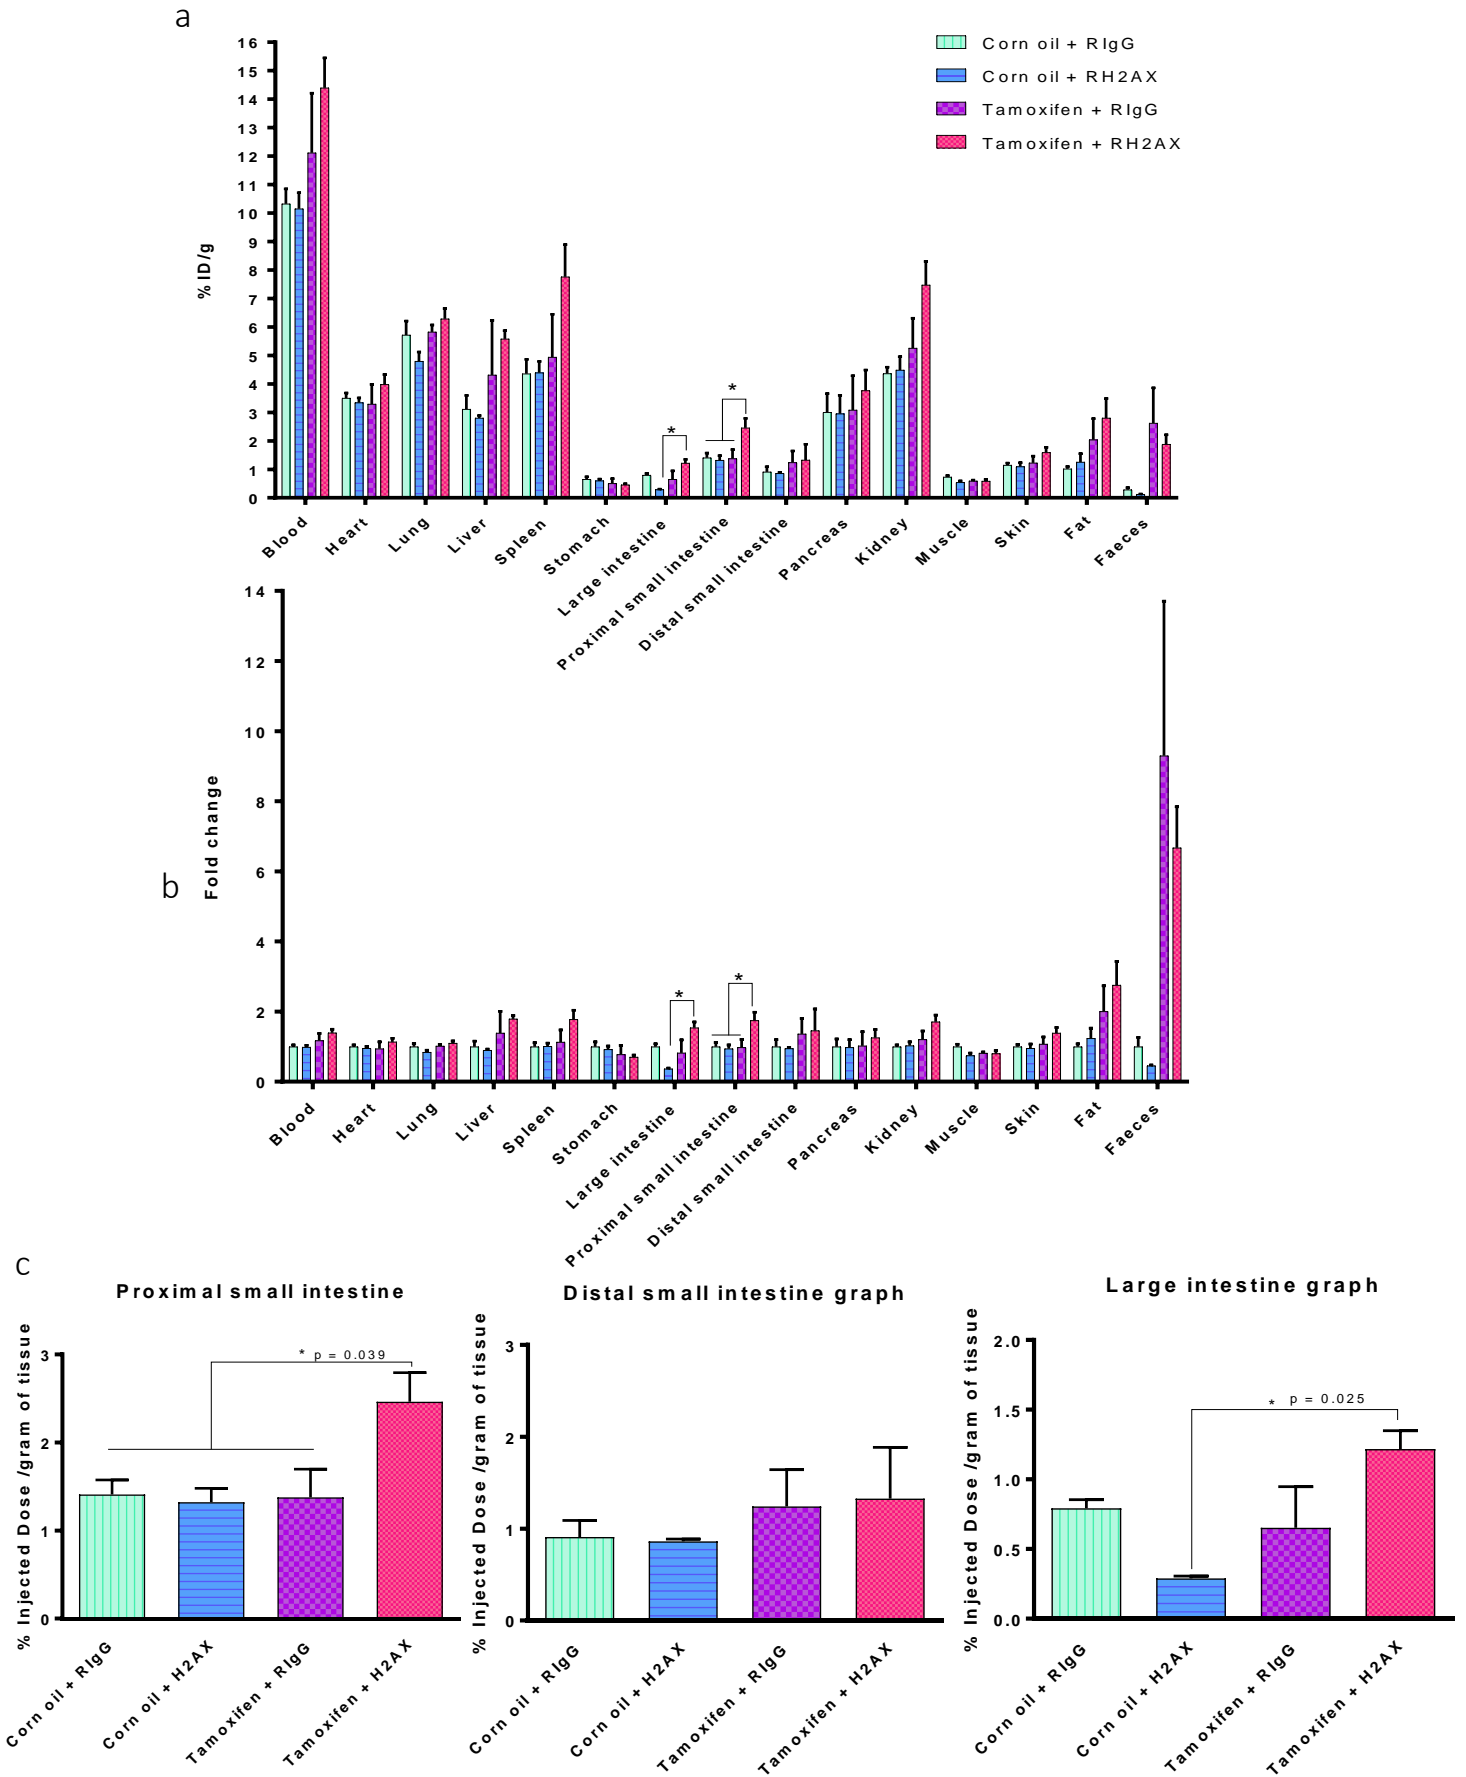 a
16
15
14
13
12
11
10
9
8
7
6
5
4
3
2
1
0
% ID/g
Corn oil + RIgG
Corn oil + RH2AX
Tamoxifen + RIgG
Tamoxifen + RH2AX
*
*
Blood
Heart
Lung
Liver
Spleen
Stomach
Large intestine
Proximal small intestine
Distal small intestine
Pancreas
Kidney
Muscle
Skin
Fat
Faeces
b
14
12
10
8
6
4
2
0
Fold change
*
*
Blood
Heart
Lung
Liver
Spleen
Stomach
Large intestine
Proximal small intestine
Distal small intestine
Pancreas
Kidney
Muscle
Skin
Fat
Faeces
c
Proximal small intestine
% Injected Dose /gram of tissue
3
2
1
0
* p = 0.039
Corn oil + RIgG
Corn oil + H2AX
Tamoxifen + RIgG
Tamoxifen + H2AX
Distal small intestine graph
% Injected Dose /gram of tissue
3
2
1
0
Corn oil + RIgG
Corn oil + H2AX
Tamoxifen + RIgG
Tamoxifen + H2AX
Large intestine graph
% Injected Dose /gram of tissue
2.0
1.5
1.0
0.5
0.0
* p = 0.025
Corn oil + RIgG
Corn oil + H2AX
Tamoxifen + RIgG
Tamoxifen + H2AX